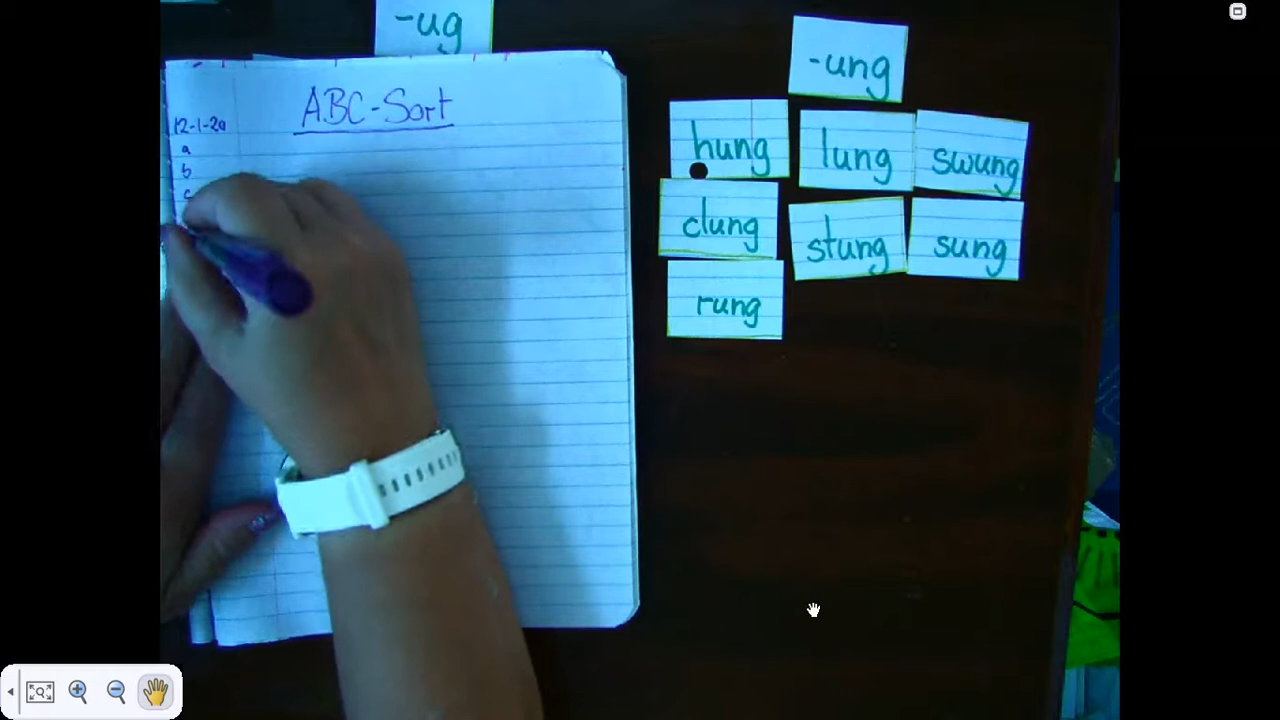 -ug
ABC-Sort
12-1-20
a
b
c
-ung
hung
lung
swung
clung
stung
sung
rung